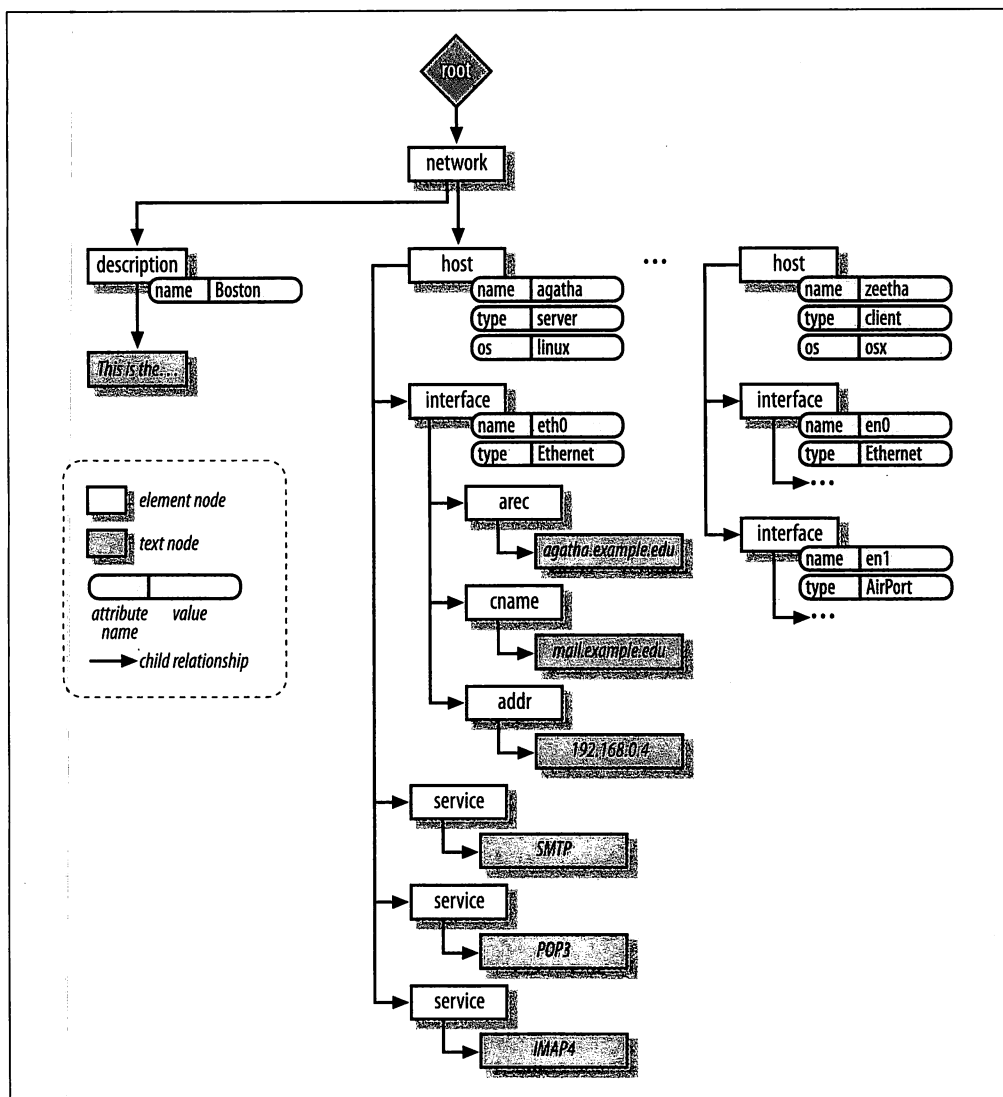 root
network
description
name Boston
This is the ...
host
name agatha
type server
os linux
interface
name eth0
type Ethernet
arec
agatha.example.edu
cname
mail.example.edu
addr
192.168.0.4
service
SMTP
service
POP3
service
IMAP4
...
host
name zeetha
type client
os osx
interface
name en0
type Ethernet
...
interface
name en1
type AirPort
...
element node
text node
attribute name value
child relationship